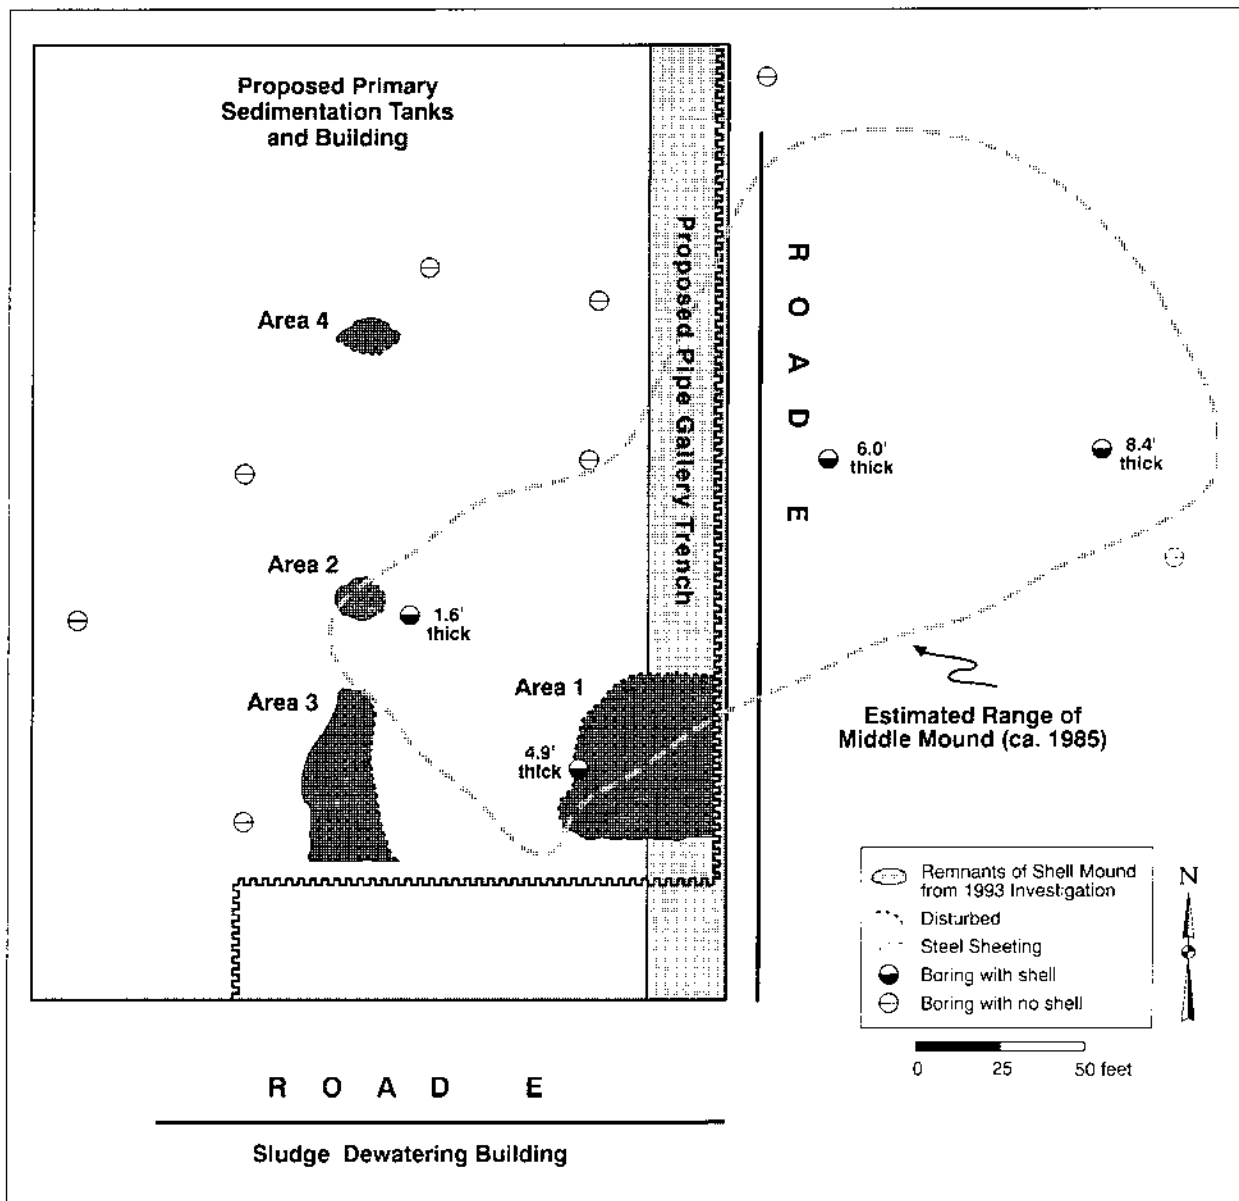 Proposed Primary
Sedimentation Tanks
and Building
Area 4
Proposed Pipe Gallery Trench
ROAD E
6.0'
thick
8.4'
thick
Area 2
1.6'
thick
Area 3
Area 1
4.9'
thick
Estimated Range of
Middle Mound (ca. 1985)
Remnants of Shell Mound
from 1993 Investigation
Disturbed
Steel Sheeting
Boring with shell
Boring with no shell
N
0 25 50 feet
ROAD E
Sludge Dewatering Building